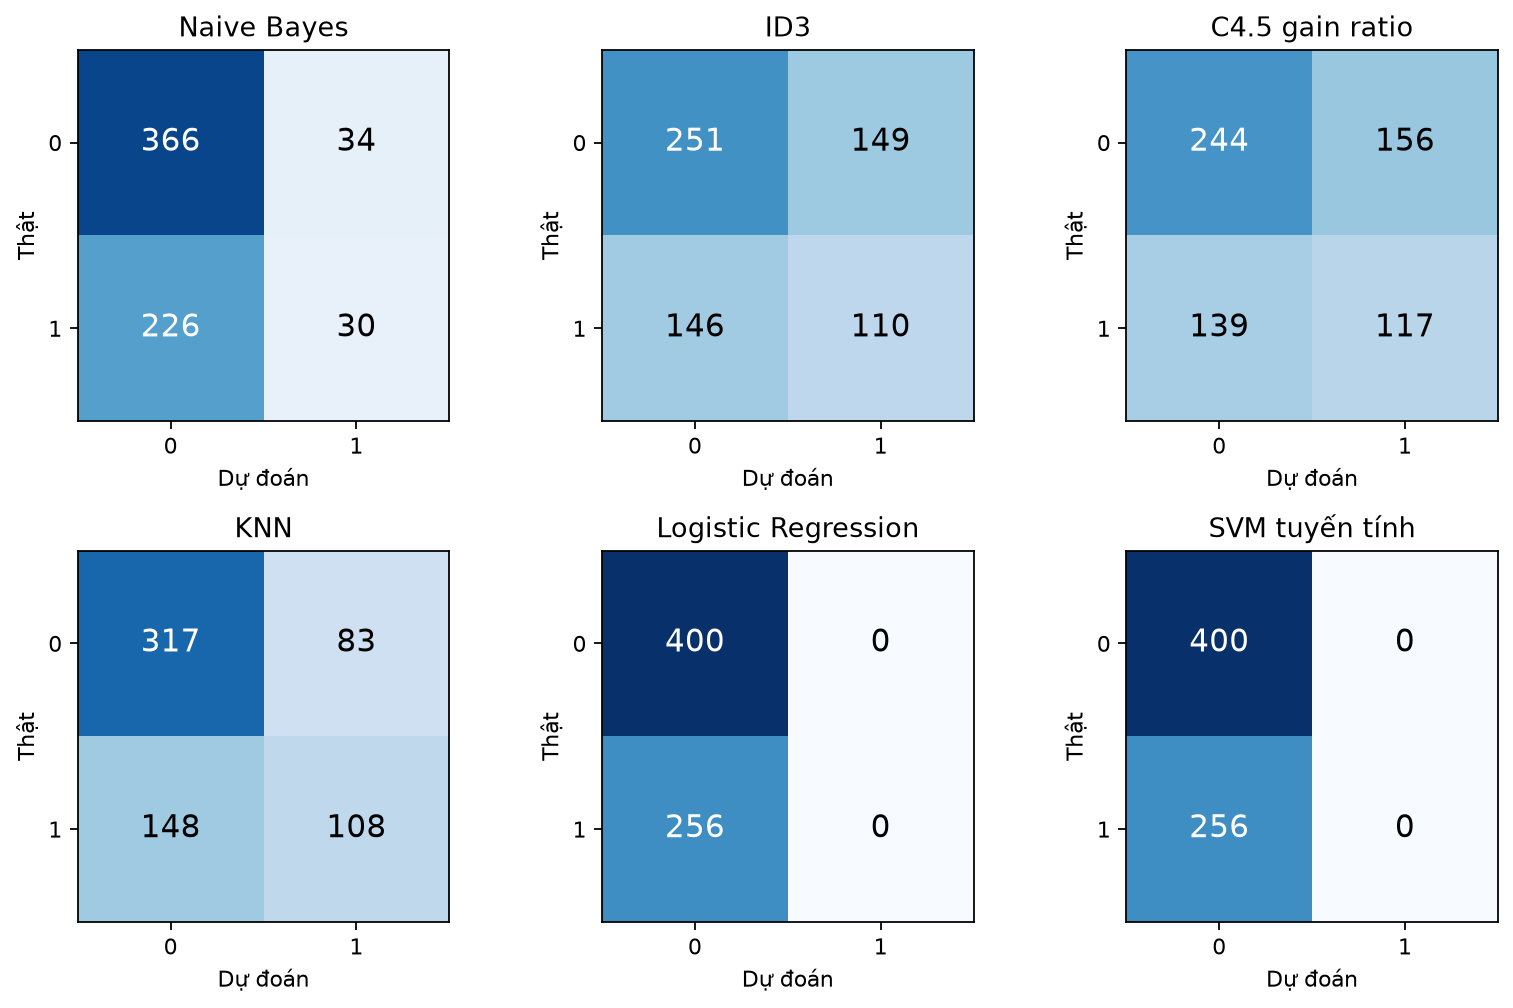 Naive Bayes
ID3
C4.5 gain ratio
0
366
34
0
251
149
0
244
156
Thật
Thật
Thật
1
226
30
1
146
110
1
139
117
0
1
0
1
0
1
Dự đoán
Dự đoán
Dự đoán
KNN
Logistic Regression
SVM tuyến tính
0
317
83
0
400
0
0
400
0
Thật
Thật
Thật
1
148
108
1
256
0
1
256
0
0
1
0
1
0
1
Dự đoán
Dự đoán
Dự đoán